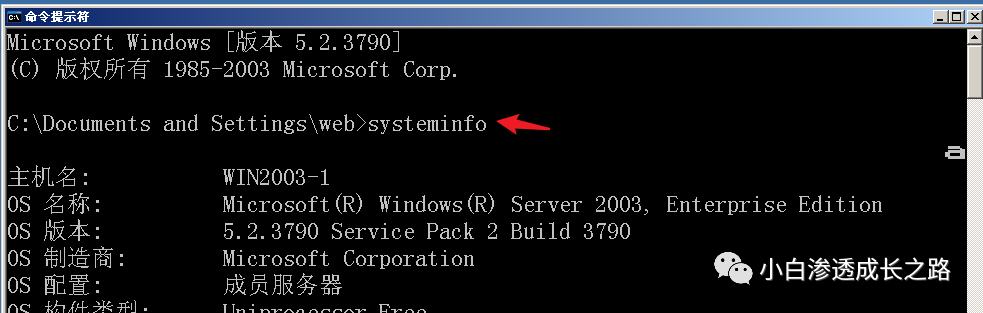 命令提示符
Microsoft Windows [版本 5.2.3790]
(C) 版权所有 1985-2003 Microsoft Corp.
C:\Documents and Settings\web>systeminfo
主机名: WIN2003-1
OS 名称: Microsoft(R) Windows(R) Server 2003, Enterprise Edition
OS 版本: 5.2.3790 Service Pack 2 Build 3790
OS 制造商: Microsoft Corporation
OS 配置: 成员服务器
OS 构件类型: Uniprocessor Free
小白渗透成长之路